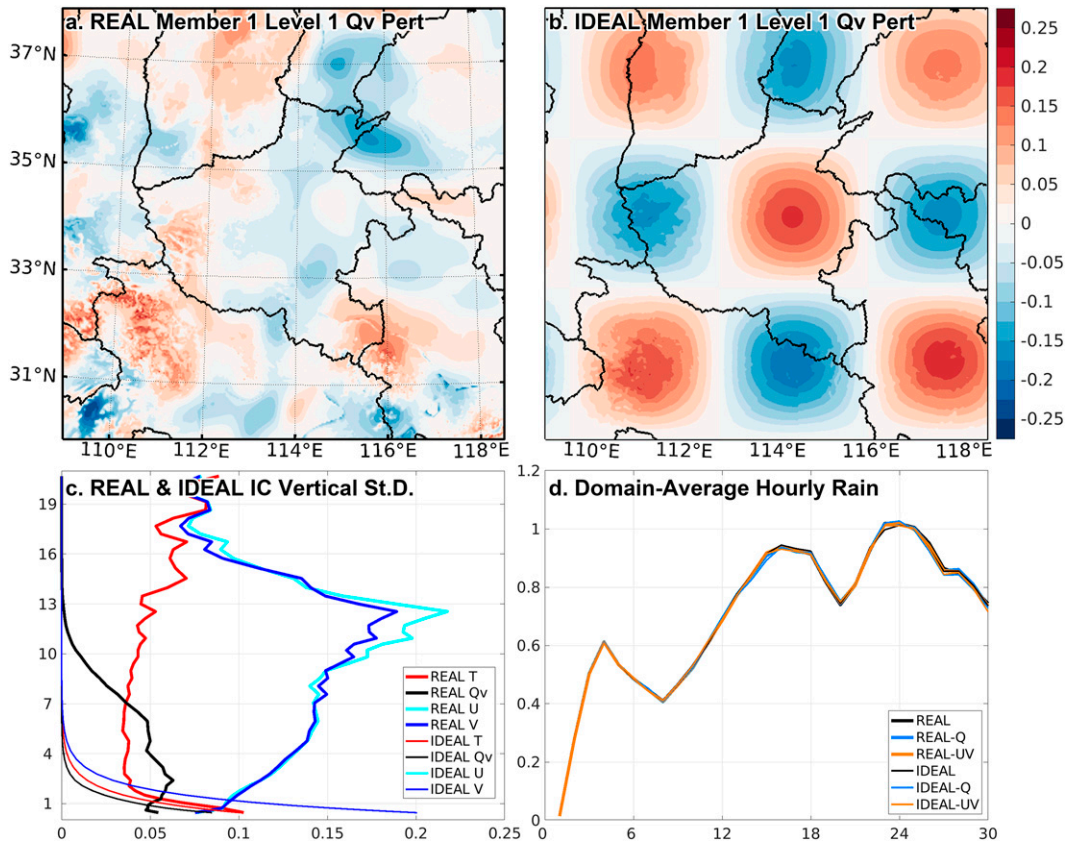 a. REAL Member 1 Level 1 Qv Pert
b. IDEAL Member 1 Level 1 Qv Pert
37°N
35°N
33°N
31°N
110°E
112°E
114°E
116°E
118°E
110°E
112°E
114°E
116°E
118°E
0.25
0.2
0.15
0.1
0.05
0
-0.05
-0.1
-0.15
-0.2
-0.25
c. REAL & IDEAL IC Vertical St.D.
19
16
13
10
7
4
1
0
0.05
0.1
0.15
0.2
0.25
REAL T
REAL Qv
REAL U
REAL V
IDEAL T
IDEAL Qv
IDEAL U
IDEAL V
d. Domain-Average Hourly Rain
1.2
1
0.8
0.6
0.4
0.2
0
0
6
12
18
24
30
REAL
REAL-Q
REAL-UV
IDEAL
IDEAL-Q
IDEAL-UV